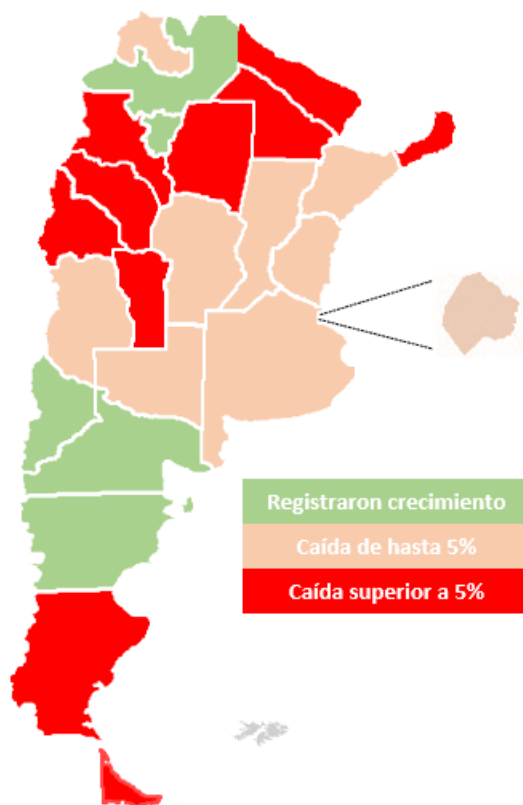 Registraron crecimiento
Caída de hasta 5%
Caída superior a 5%